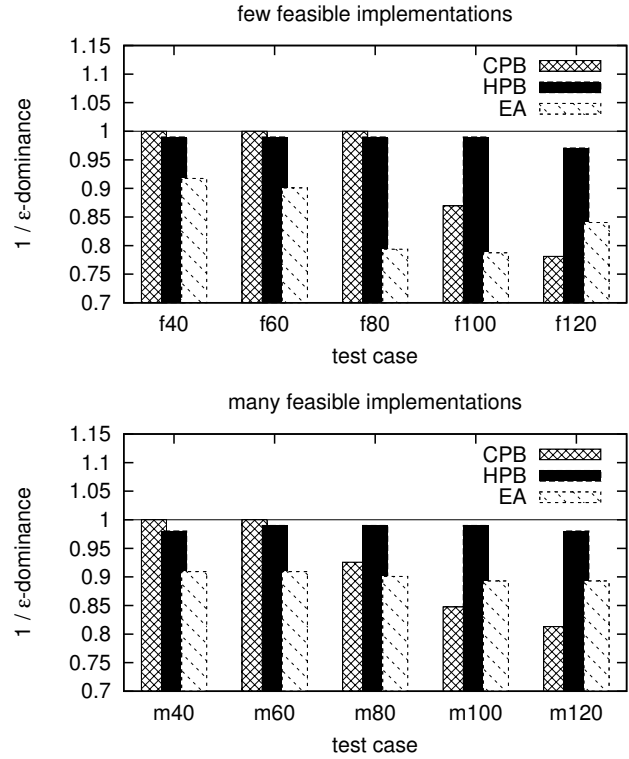 few feasible implementations
1.15
1.1
1.05
1
0.95
0.9
0.85
0.8
0.75
0.7
1 / ε-dominance
CPB
HPB
EA
f40 f60 f80 f100 f120
test case
many feasible implementations
1.15
1.1
1.05
1
0.95
0.9
0.85
0.8
0.75
0.7
1 / ε-dominance
CPB
HPB
EA
m40 m60 m80 m100 m120
test case